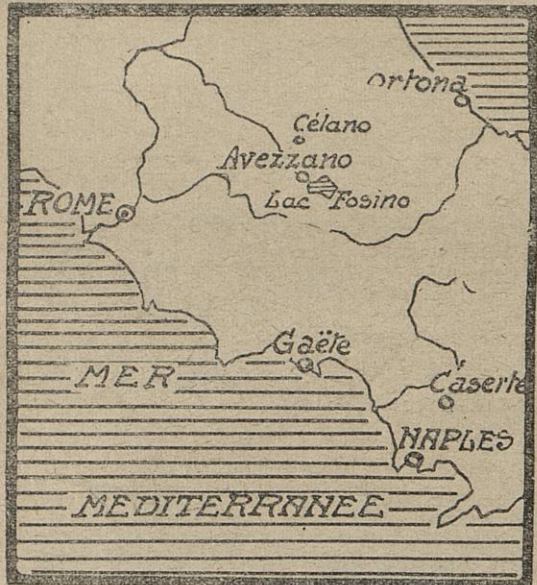 Ortona
Célano
Avezzano
Lac Fosino
ROME
Gaëte
MER
Caserte
NAPLES
MEDITERRANEE